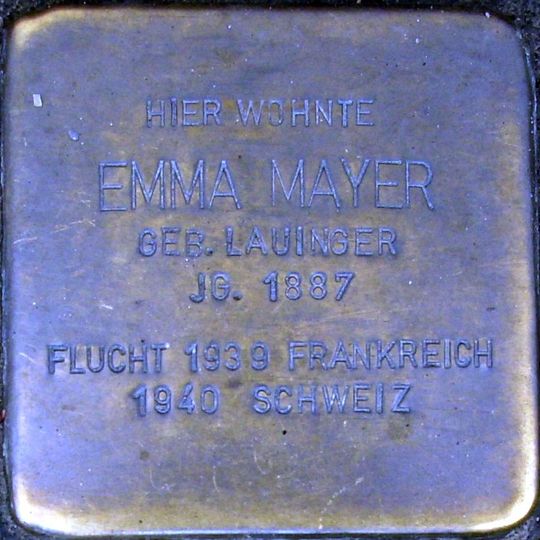 HIER WOHNTE
EMMA MAYER
GEB. LAUINGER
JG. 1887
FLUCHT 1939 FRANKREICH
1940 SCHWEIZ